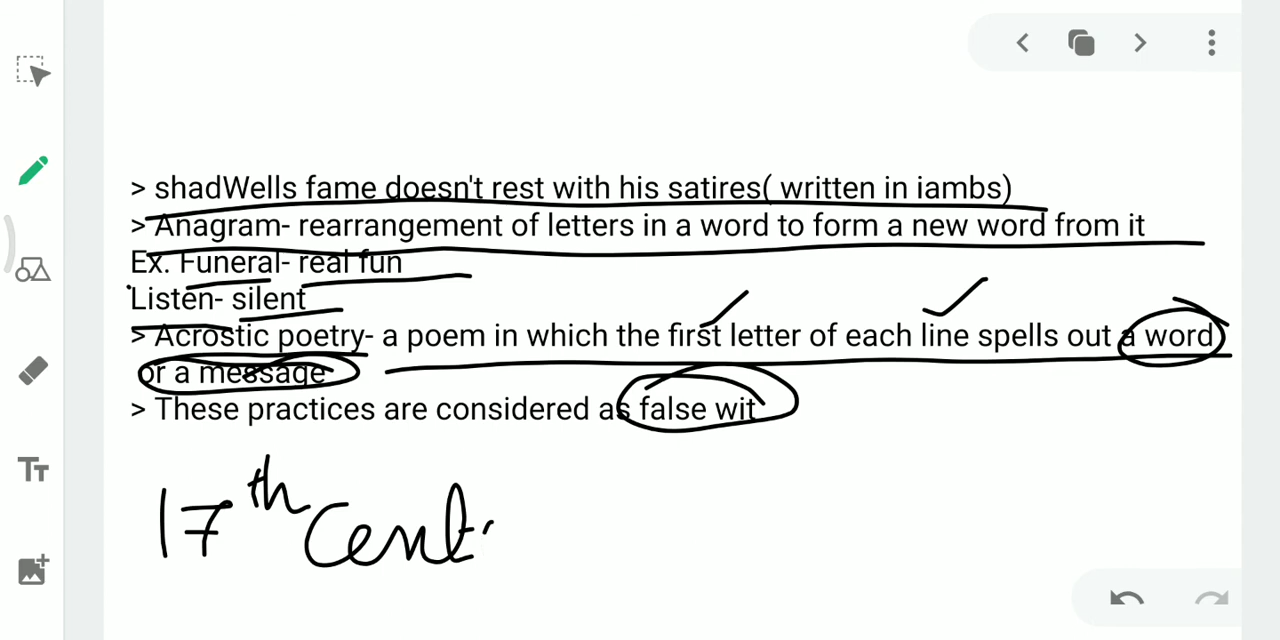 > shadWells fame doesn't rest with his satires( written in iambs)
> Anagram- rearrangement of letters in a word to form a new word from it
Ex. Funeral- real fun
Listen- silent
> Acrostic poetry- a poem in which the first letter of each line spells out a word
or a message
> These practices are considered as false wit
17th Cent
TT